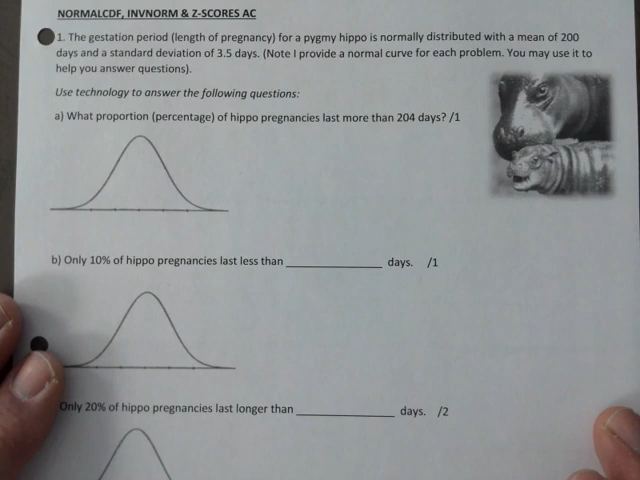 NORMALCDF, INVNORM & Z-SCORES AC
1. The gestation period (length of pregnancy) for a pygmy hippo is normally distributed with a mean of 200
days and a standard deviation of 3.5 days. (Note I provide a normal curve for each problem. You may use it to
help you answer questions).
Use technology to answer the following questions:
a) What proportion (percentage) of hippo pregnancies last more than 204 days? /1
b) Only 10% of hippo pregnancies last less than ________________ days. /1
Only 20% of hippo pregnancies last longer than ________________ days. /2